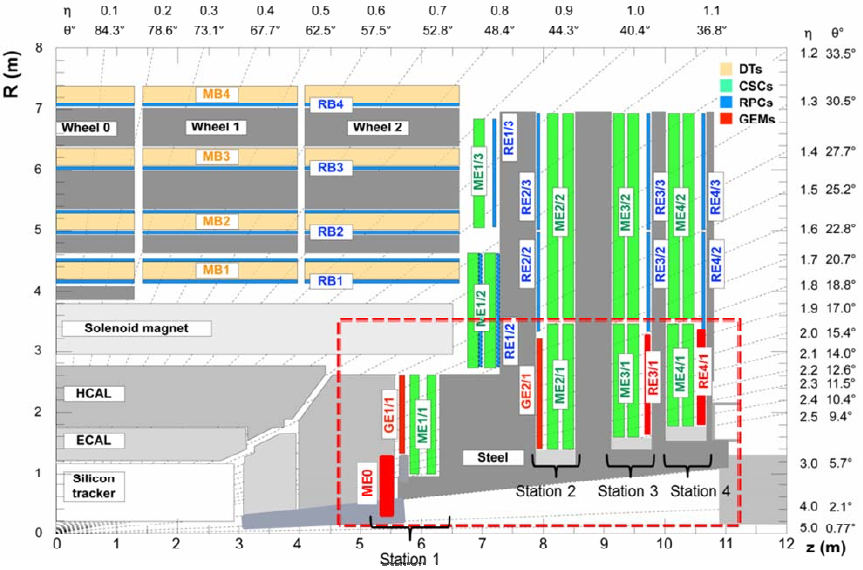 η 0.1 0.2 0.3 0.4 0.5 0.6 0.7 0.8 0.9 1.0 1.1
θ° 84.3° 78.6° 73.1° 67.7° 62.5° 57.5° 52.8° 48.4° 44.3° 40.4° 36.8° η θ°
R (m)
8
7
6
5
4
3
2
1
0
1.2 33.5°
1.3 30.5°
1.4 27.7°
1.5 25.2°
1.6 22.8°
1.7 20.7°
1.8 18.8°
1.9 17.0°
2.0 15.4°
2.1 14.0°
2.2 12.6°
2.3 11.5°
2.4 10.4°
2.5 9.4°
3.0 5.7°
4.0 2.1°
5.0 0.77°
DTs
CSCs
RPCs
GEMs
MB4
RB4
Wheel 0
Wheel 1
Wheel 2
MB3
RB3
MB2
RB2
MB1
RB1
Solenoid magnet
HCAL
ECAL
Silicon
tracker
Steel
ME0
GE1/1
ME1/1
ME1/2
RE1/2
ME1/3
RE1/3
RE2/3
RE2/2
GE2/1
ME2/2
ME2/1
ME3/2
ME3/1
RE3/3
RE3/2
RE3/1
ME4/2
ME4/1
RE4/3
RE4/2
RE4/1
Station 2
Station 3
Station 4
Station 1
0 1 2 3 4 5 6 7 8 9 10 11 12
z (m)